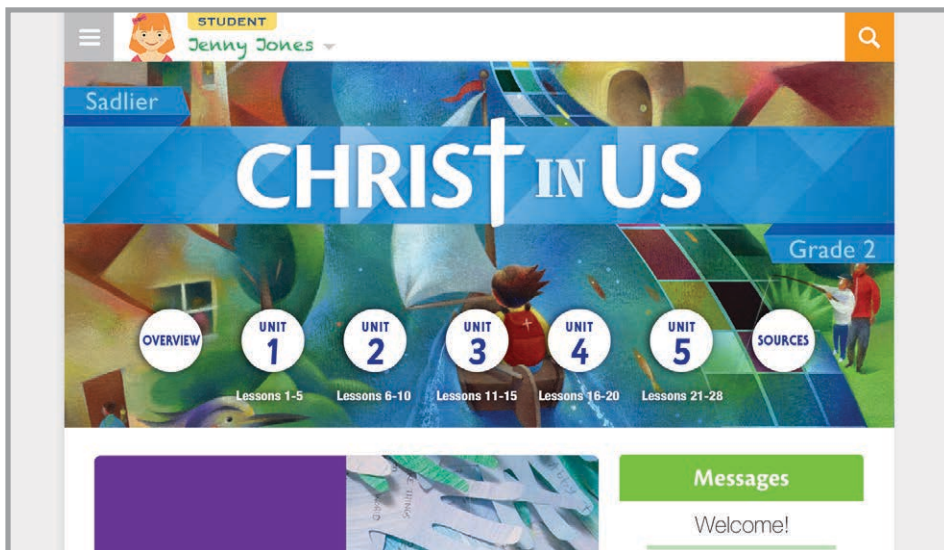 STUDENT
Jenny Jones
Sadlier
CHRIST IN US
Grade 2
OVERVIEW
UNIT 1
Lessons 1-5
UNIT 2
Lessons 6-10
UNIT 3
Lessons 11-15
UNIT 4
Lessons 16-20
UNIT 5
Lessons 21-28
SOURCES
Messages
Welcome!